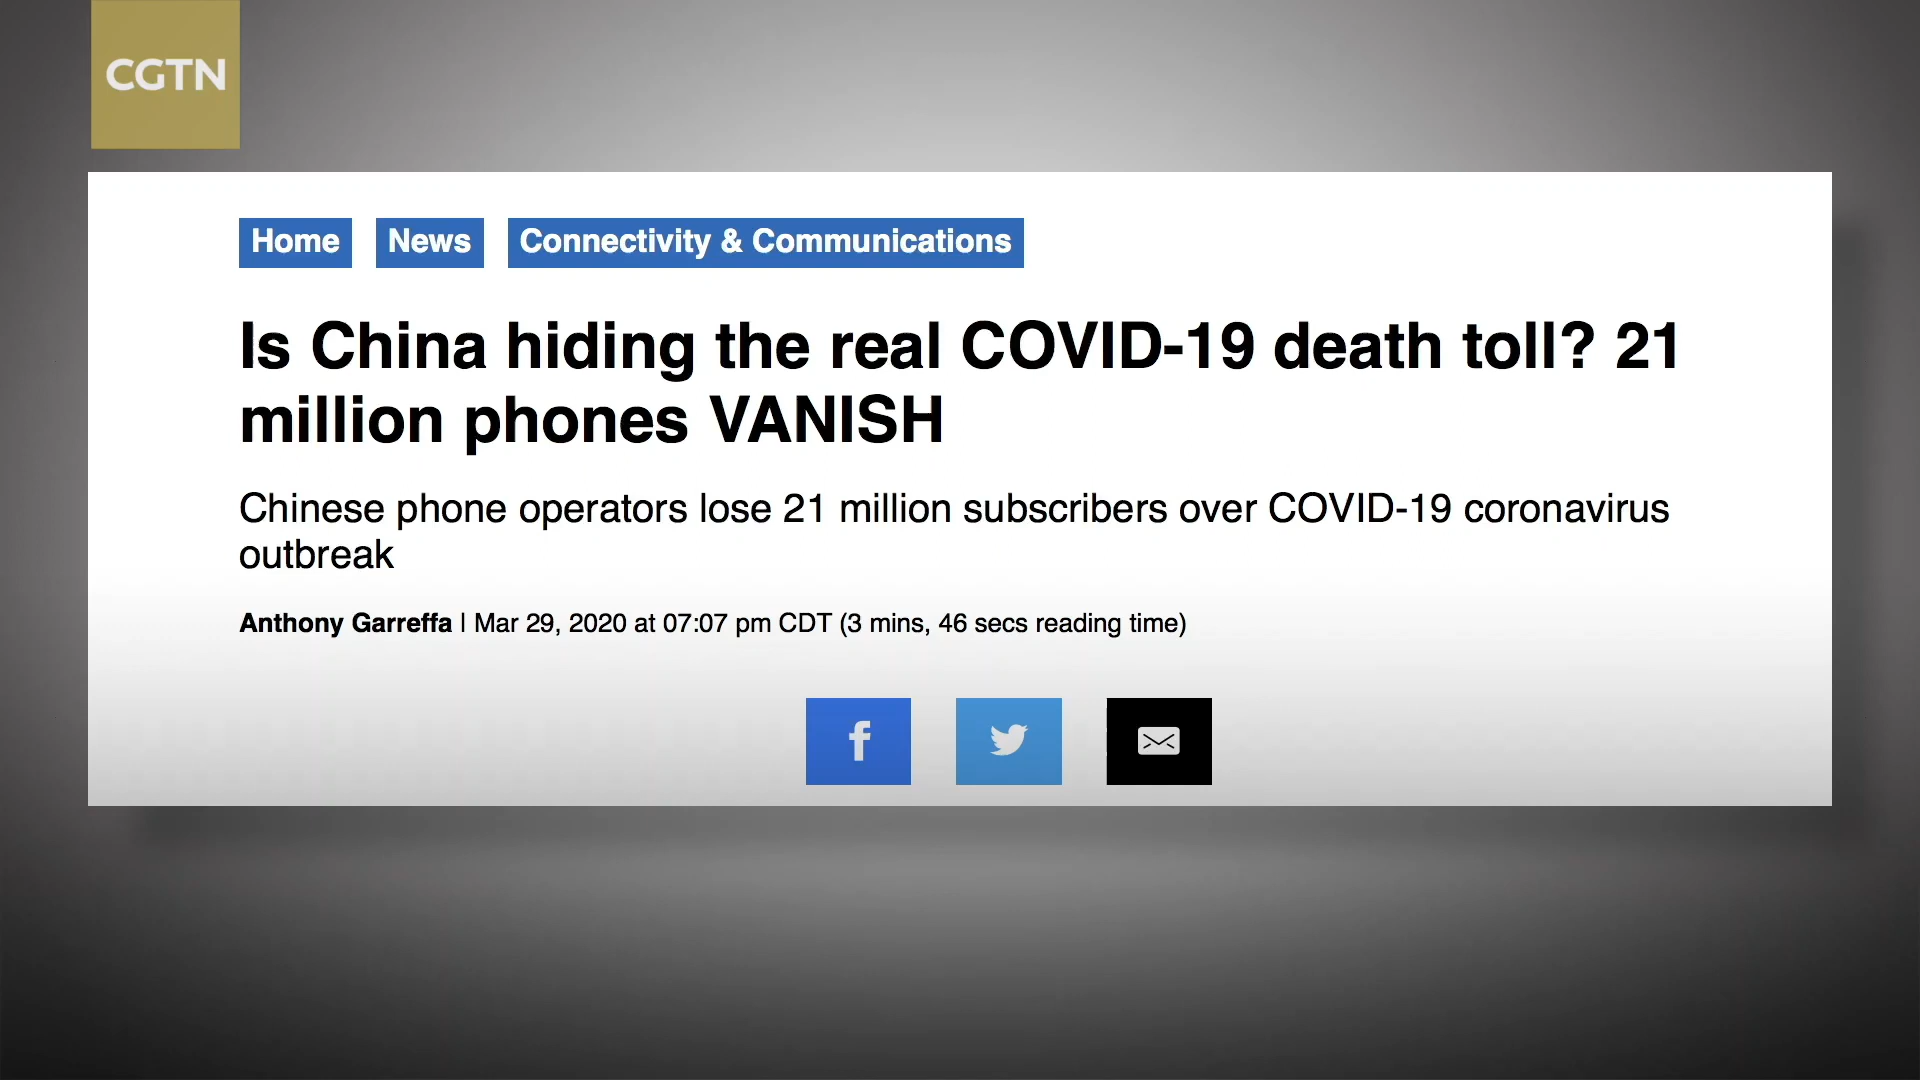 CGTN
Home News Connectivity & Communications
Is China hiding the real COVID-19 death toll? 21
million phones VANISH
Chinese phone operators lose 21 million subscribers over COVID-19 coronavirus
outbreak
Anthony Garreffa | Mar 29, 2020 at 07:07 pm CDT (3 mins, 46 secs reading time)
f